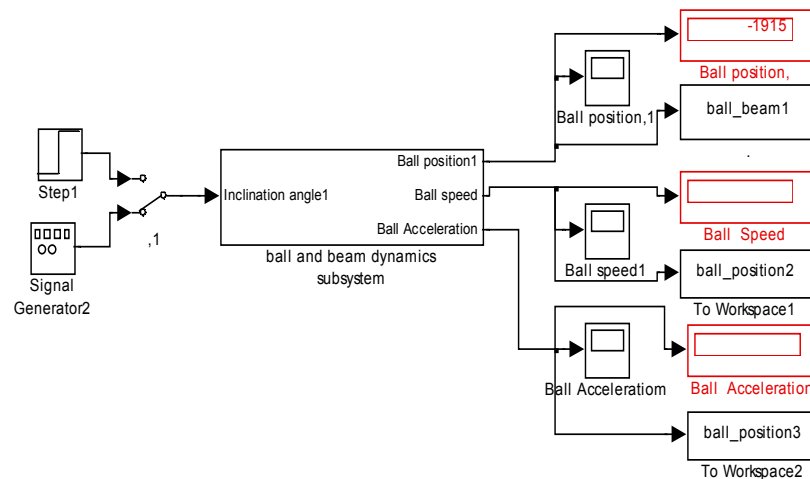 -1915
Ball position,
Ball position,1
ball_beam1
.
Step1
Inclination angle1
Ball position1
Ball speed
Ball Acceleration
ball and beam dynamics
subsystem
,1
Signal
Generator2
Ball Speed
Ball speed1
ball_position2
To Workspace1
Ball Acceleratiom
Ball Acceleration
ball_position3
To Workspace2